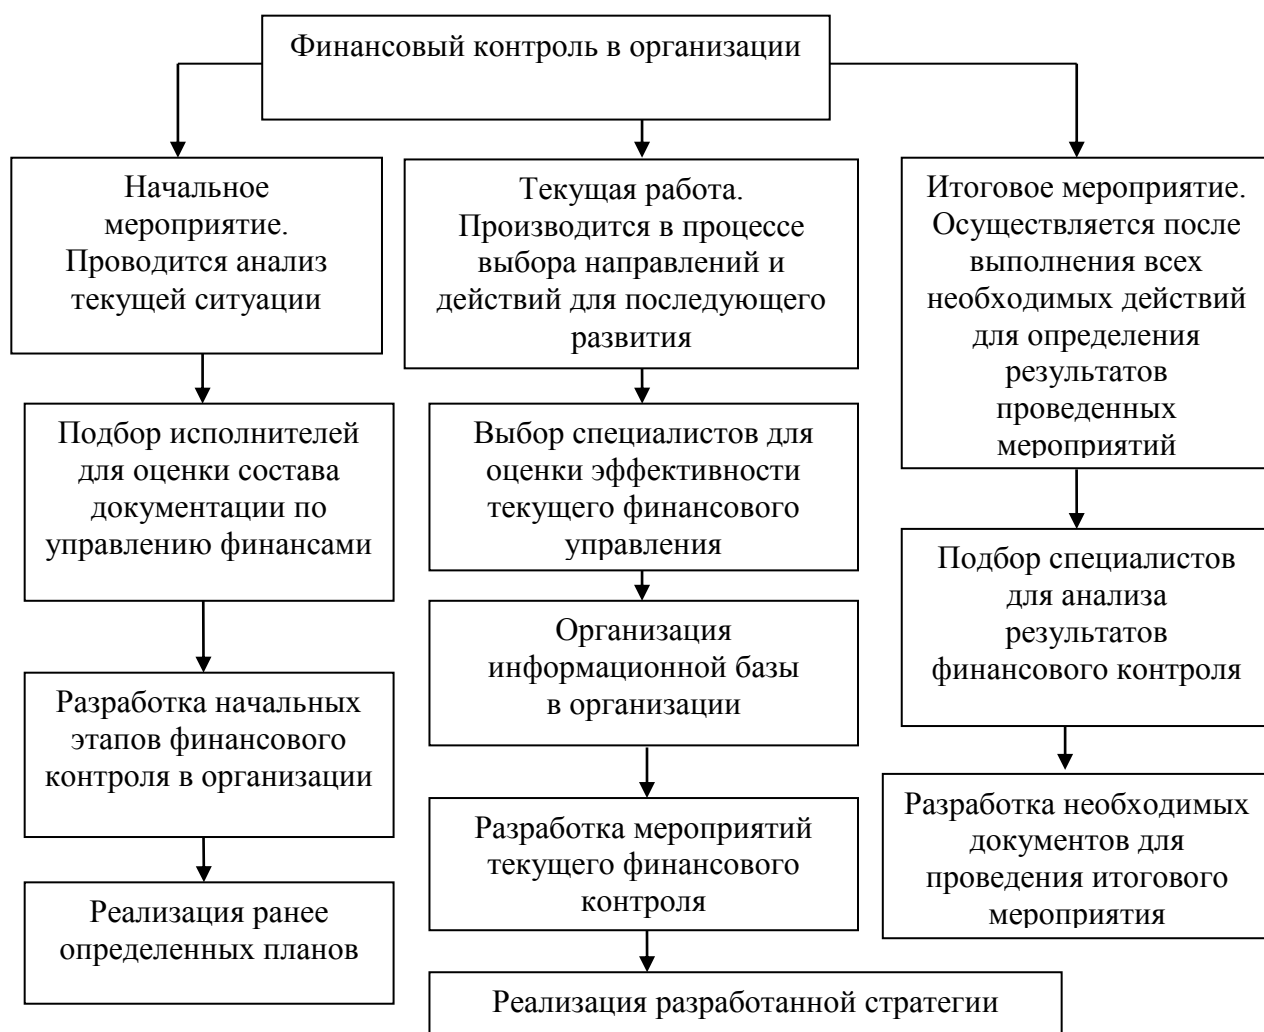 Финансовый контроль в организации
Начальное
мероприятие.
Проводится анализ
текущей ситуации
Подбор исполнителей
для оценки состава
документации по
управлению финансами
Разработка начальных
этапов финансового
контроля в организации
Реализация ранее
определенных планов
Текущая работа.
Производится в процессе
выбора направлений и
действий для последующего
развития
Выбор специалистов для
оценки эффективности
текущего финансового
управления
Организация
информационной базы
в организации
Разработка мероприятий
текущего финансового
контроля
Реализация разработанной стратегии
Итоговое мероприятие.
Осуществляется после
выполнения всех
необходимых действий
для определения
результатов
проведенных
мероприятий
Подбор специалистов
для анализа
результатов
финансового контроля
Разработка необходимых
документов для
проведения итогового
мероприятия